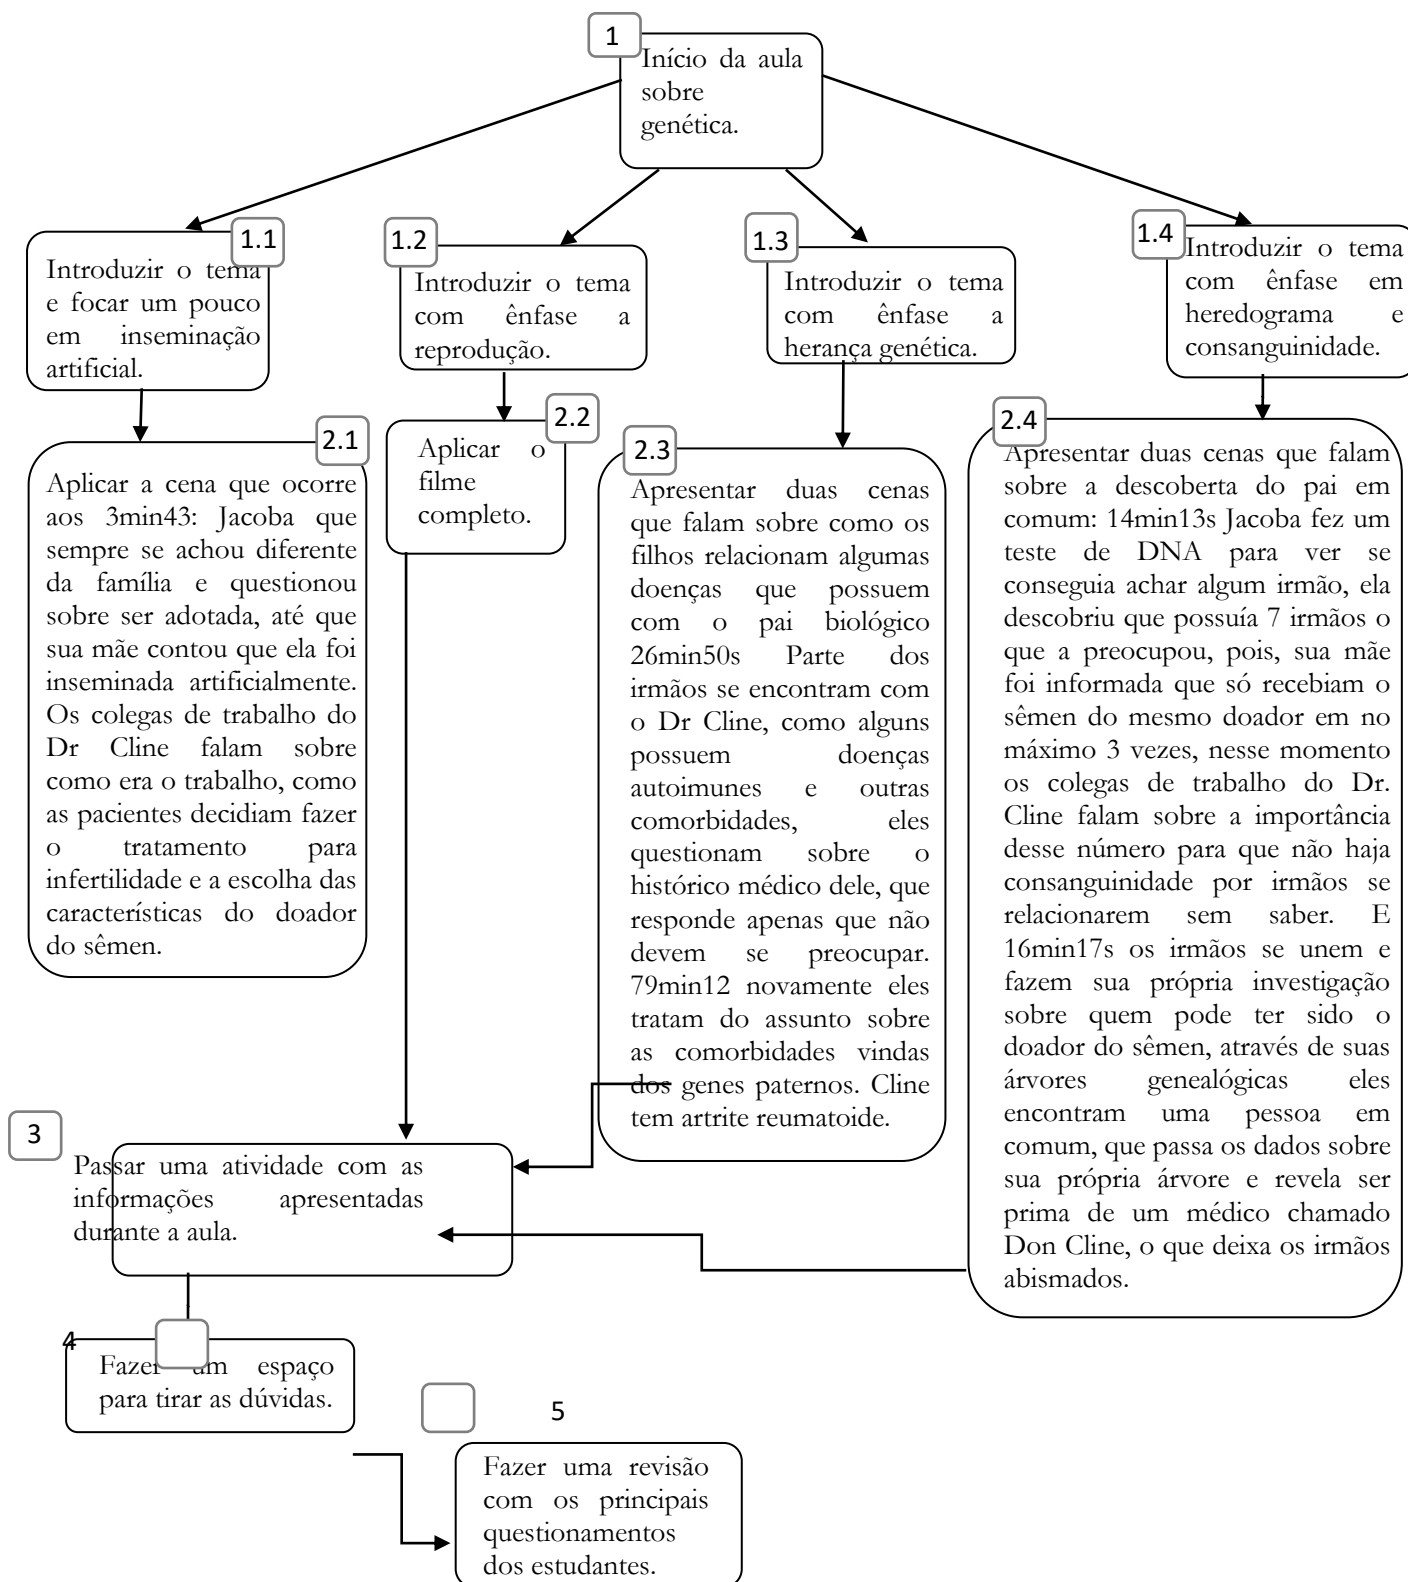 1
Início da aula
sobre
genética.
1.1
Introduzir o tema
e focar um pouco
em inseminação
artificial.
1.2
Introduzir o tema
com ênfase a
reprodução.
1.3
Introduzir o tema
com ênfase a
herança genética.
1.4
Introduzir o tema
com ênfase em
heredograma e
consanguinidade.
2.1
Aplicar a cena que ocorre
aos 3min43: Jacoba que
sempre se achou diferente
da família e questionou
sobre ser adotada, até que
sua mãe contou que ela foi
inseminada artificialmente.
Os colegas de trabalho do
Dr Cline falam sobre
como era o trabalho, como
as pacientes decidiam fazer
o tratamento para
infertilidade e a escolha das
características do doador
do sêmen.
2.2
Aplicar o
filme
completo.
2.3
Apresentar duas cenas
que falam sobre como os
filhos relacionam algumas
doenças que possuem
com o pai biológico
26min50s Parte dos
irmãos se encontram com
o Dr Cline, como alguns
possuem doenças
autoimunes e outras
comorbidades, eles
questionam sobre o
histórico médico dele, que
responde apenas que não
devem se preocupar.
79min12 novamente eles
tratam do assunto sobre
as comorbidades vindas
dos genes paternos. Cline
tem artrite reumatoide.
2.4
Apresentar duas cenas que falam
sobre a descoberta do pai em
comum: 14min13s Jacoba fez um
teste de DNA para ver se
conseguia achar algum irmão, ela
descobriu que possuía 7 irmãos o
que a preocupou, pois, sua mãe
foi informada que só recebiam o
sêmen do mesmo doador em no
máximo 3 vezes, nesse momento
os colegas de trabalho do Dr.
Cline falam sobre a importância
desse número para que não haja
consanguinidade por irmãos se
relacionarem sem saber. E
16min17s os irmãos se unem e
fazem sua própria investigação
sobre quem pode ter sido o
doador do sêmen, através de suas
árvores genealógicas eles
encontram uma pessoa em
comum, que passa os dados sobre
sua própria árvore e revela ser
prima de um médico chamado
Don Cline, o que deixa os irmãos
abismados.
3
Passar uma atividade com as
informações apresentadas
durante a aula.
4
Fazer um espaço
para tirar as dúvidas.
5
Fazer uma revisão
com os principais
questionamentos
dos estudantes.